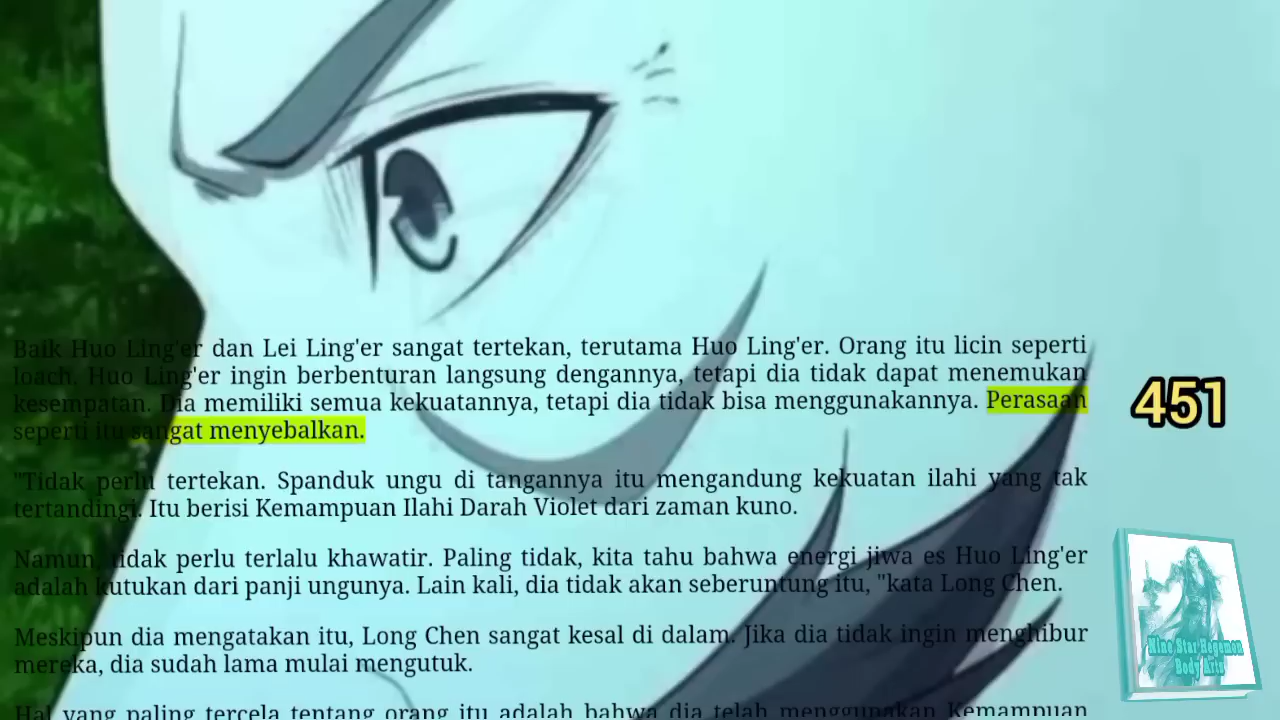 Baik Huo Ling'er dan Lei Ling'er sangat tertekan, terutama Huo Ling'er. Orang itu licin seperti
loach. Huo Ling'er ingin berbenturan langsung dengannya, tetapi dia tidak dapat menemukan
kesempatan. Dia memiliki semua kekuatannya, tetapi dia tidak bisa menggunakannya. Perasaan
seperti itu sangat menyebalkan.
"Tidak perlu tertekan. Spanduk ungu di tangannya itu mengandung kekuatan ilahi yang tak
tertandingi. Itu berisi Kemampuan Ilahi Darah Violet dari zaman kuno.
Namun, tidak perlu terlalu khawatir. Paling tidak, kita tahu bahwa energi jiwa es Huo Ling'er
adalah kutukan dari panji ungunya. Lain kali, dia tidak akan seberuntung itu, "kata Long Chen.
Meskipun dia mengatakan itu, Long Chen sangat kesal di dalam. Jika dia tidak ingin menghibur
mereka, dia sudah lama mulai mengutuk.
Hal yang paling tercela tentang orang itu adalah bahwa dia telah menggunakan Kemampuan
451
Nine Star Hegemon
Body Arts